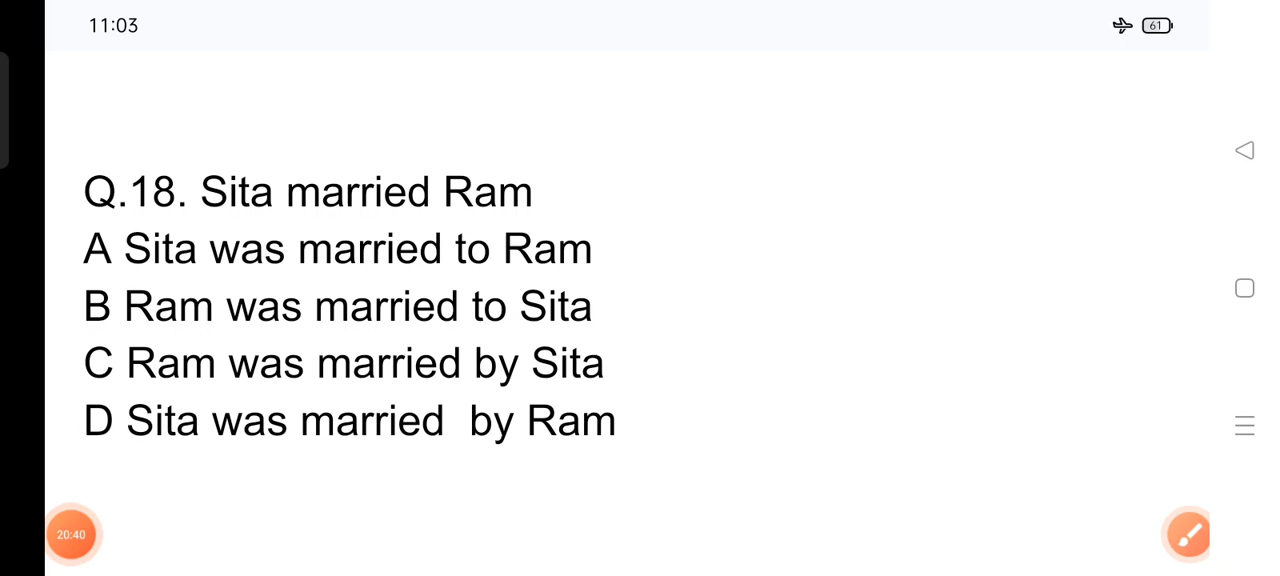 11:03
61
Q.18. Sita married Ram
A Sita was married to Ram
B Ram was married to Sita
C Ram was married by Sita
D Sita was married  by Ram
20:40